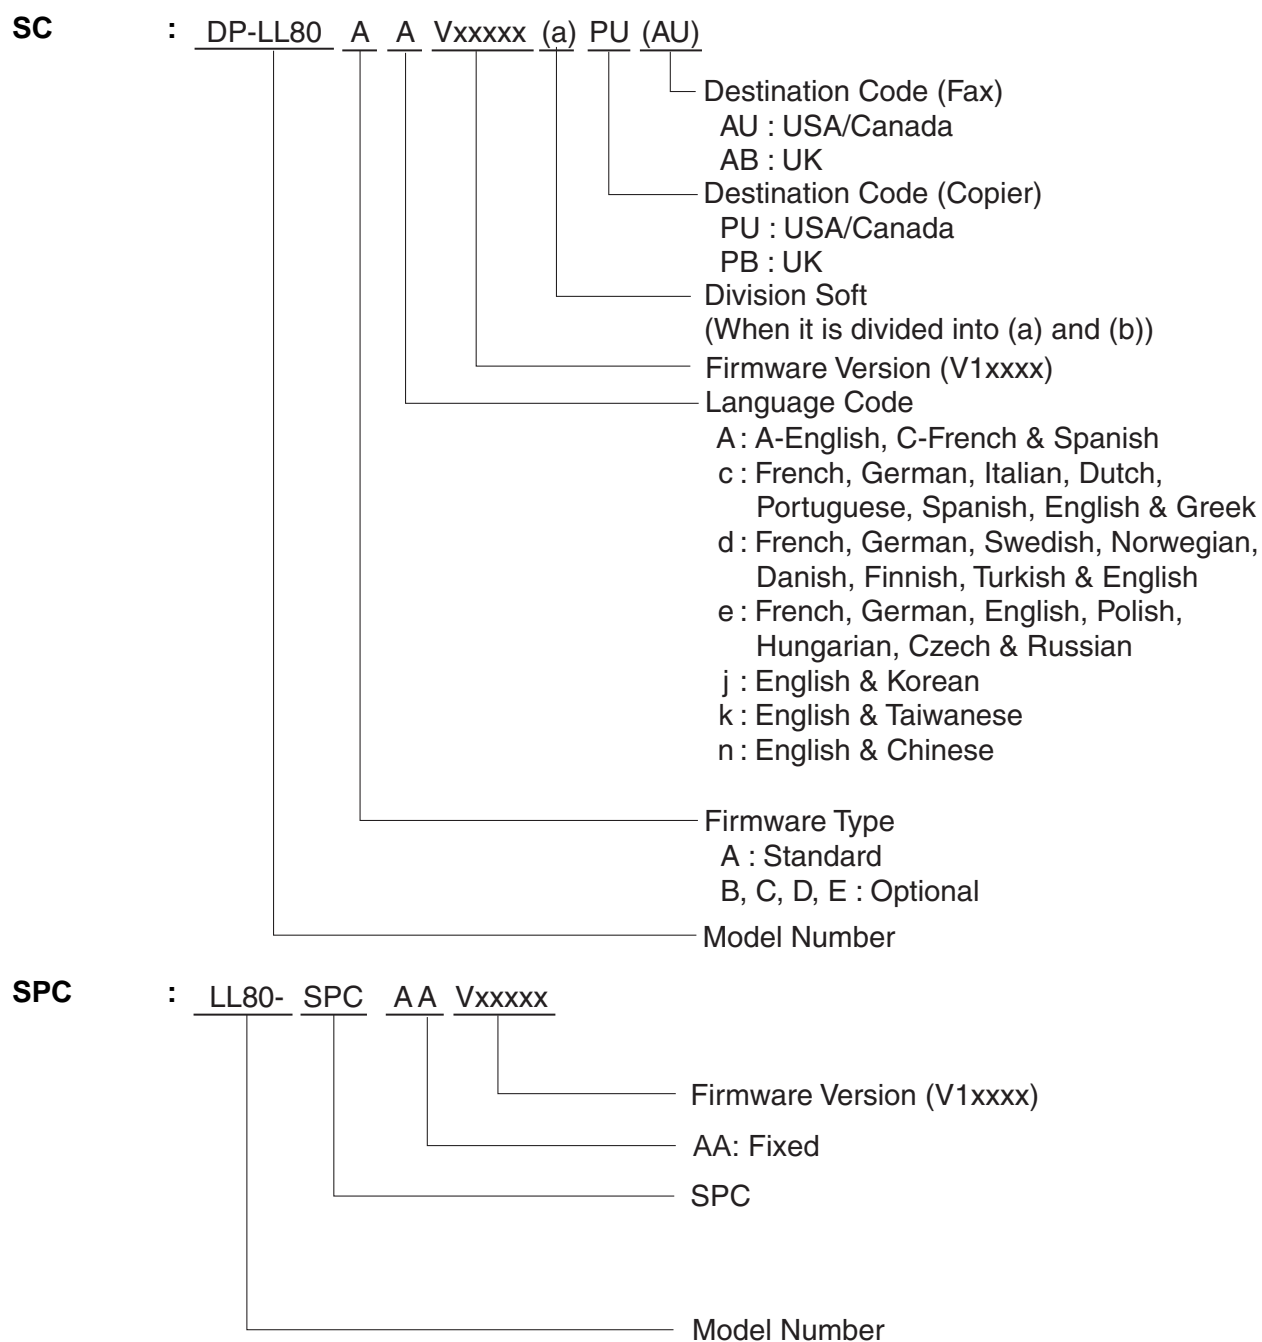 SC : DP-LL80 A A Vxxxxx (a) PU (AU)
Destination Code (Fax)
AU : USA/Canada
AB : UK
Destination Code (Copier)
PU : USA/Canada
PB : UK
Division Soft
(When it is divided into (a) and (b))
Firmware Version (V1xxxx)
Language Code
A : A-English, C-French & Spanish
c : French, German, Italian, Dutch,
Portuguese, Spanish, English & Greek
d : French, German, Swedish, Norwegian,
Danish, Finnish, Turkish & English
e : French, German, English, Polish,
Hungarian, Czech & Russian
j : English & Korean
k : English & Taiwanese
n : English & Chinese
Firmware Type
A : Standard
B, C, D, E : Optional
Model Number
SPC : LL80- SPC A A Vxxxxx
Firmware Version (V1xxxx)
AA: Fixed
SPC
Model Number